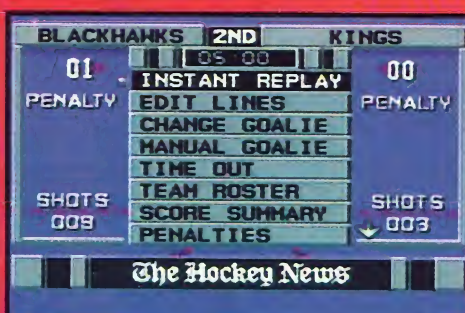 BLACKHAWKS 2ND KINGS
05:00
01 INSTANT REPLAY 00
PENALTY EDIT LINES PENALTY
CHANGE GOALIE
MANUAL GOALIE
TIME OUT
TEAM ROSTER
SHOTS SCORE SUMMARY SHOTS
009 PENALTIES 003
The Hockey News